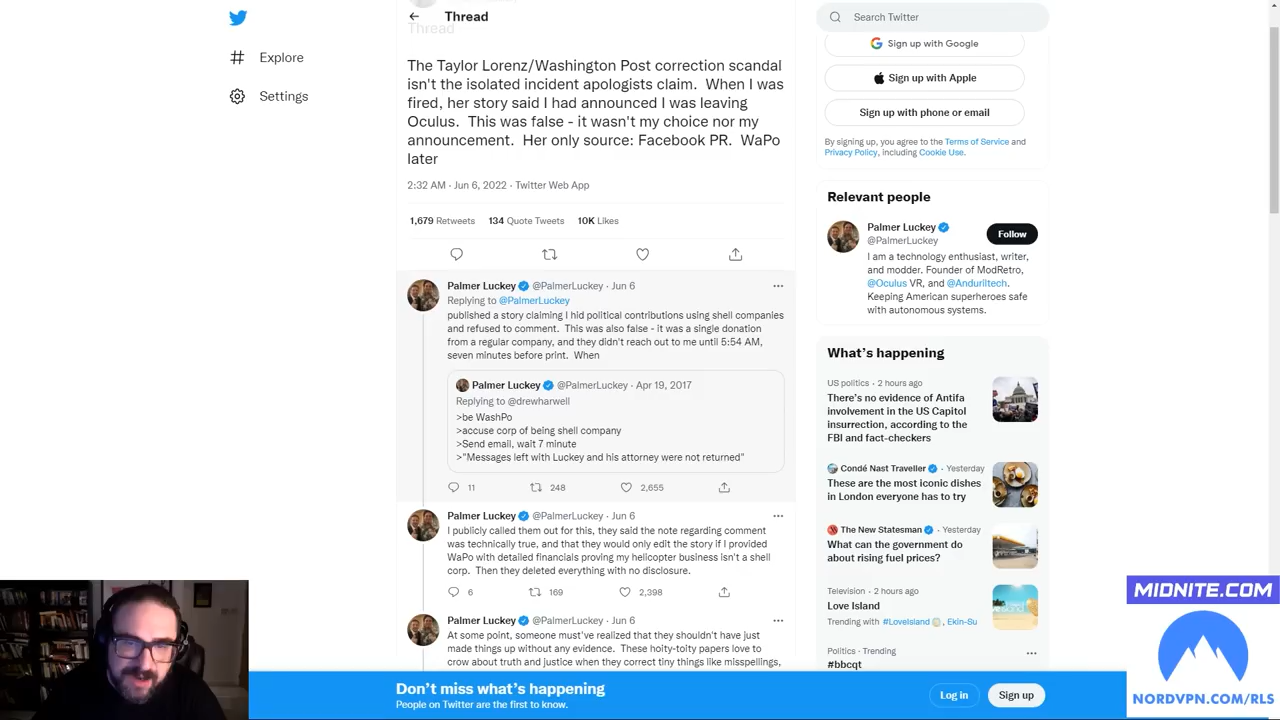 Thread
Thread
Explore
Settings
The Taylor Lorenz/Washington Post correction scandal
isn't the isolated incident apologists claim.  When I was
fired, her story said I had announced I was leaving
Oculus.  This was false - it wasn't my choice nor my
announcement.  Her only source: Facebook PR.  WaPo
later
2:32 AM · Jun 6, 2022 · Twitter Web App
1,679 Retweets 134 Quote Tweets 10K Likes
Palmer Luckey @PalmerLuckey · Jun 6
Replying to @PalmerLuckey
published a story claiming I hid political contributions using shell companies
and refused to comment.  This was also false - it was a single donation
from a regular company, and they didn't reach out to me until 5:54 AM,
seven minutes before print.  When
Palmer Luckey @PalmerLuckey · Apr 19, 2017
Replying to @drewharwell
>be WashPo
>accuse corp of being shell company
>Send email, wait 7 minute
>"Messages left with Luckey and his attorney were not returned"
11 248 2,655
Palmer Luckey @PalmerLuckey · Jun 6
I publicly called them out for this, they said the note regarding comment
was technically true, and that they would only edit the story if I provided
WaPo with detailed financials proving my helicopter business isn't a shell
corp.  Then they deleted everything with no disclosure.
6 169 2,398
Palmer Luckey @PalmerLuckey · Jun 6
At some point, someone must've realized that they shouldn't have just
made things up without any evidence.  These hoity-toity papers love to
crow about truth and justice when they correct tiny things like misspellings,
Search Twitter
Sign up with Google
Sign up with Apple
Sign up with phone or email
By signing up, you agree to the Terms of Service and
Privacy Policy, including Cookie Use.
Relevant people
Palmer Luckey
@PalmerLuckey
Follow
I am a technology enthusiast, writer,
and modder. Founder of ModRetro,
@Oculus VR, and @Anduriltech.
Keeping American superheroes safe
with autonomous systems.
What's happening
US politics · 2 hours ago
There's no evidence of Antifa
involvement in the US Capitol
insurrection, according to the
FBI and fact-checkers
Condé Nast Traveller · Yesterday
These are the most iconic dishes
in London everyone has to try
The New Statesman · Yesterday
What can the government do
about rising fuel prices?
Television · 2 hours ago
Love Island
Trending with #LoveIsland, Ekin-Su
Politics · Trending
#bbcqt
Don't miss what's happening
People on Twitter are the first to know.
Log in
Sign up
MIDNITE.COM
NORDVPN.COM/RLS